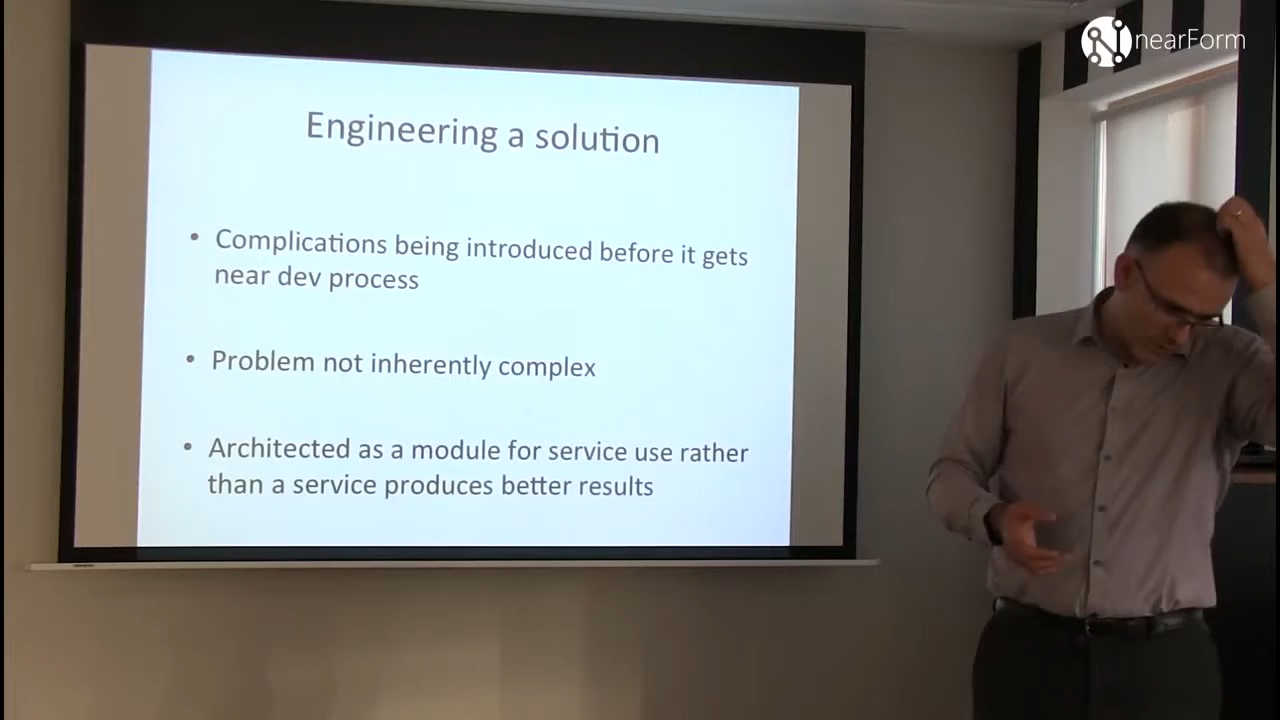 nearForm
Engineering a solution
• Complications being introduced before it gets
near dev process
• Problem not inherently complex
• Architected as a module for service use rather
than a service produces better results